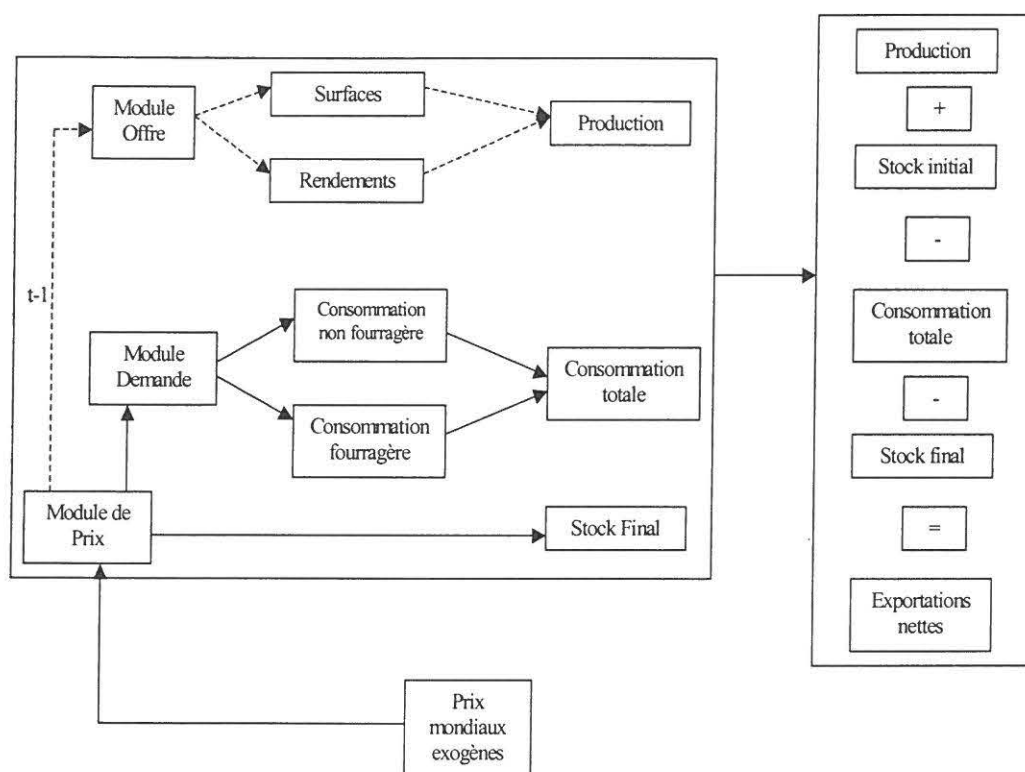 Module
Offre
Surfaces
Rendements
Production
t-1
Module
Demande
Consommation
non fourragère
Consommation
fourragère
Consommation
totale
Module de
Prix
Stock Final
Prix
mondiaux
exogènes
Production
+
Stock initial
-
Consommation
totale
-
Stock final
=
Exportations
nettes